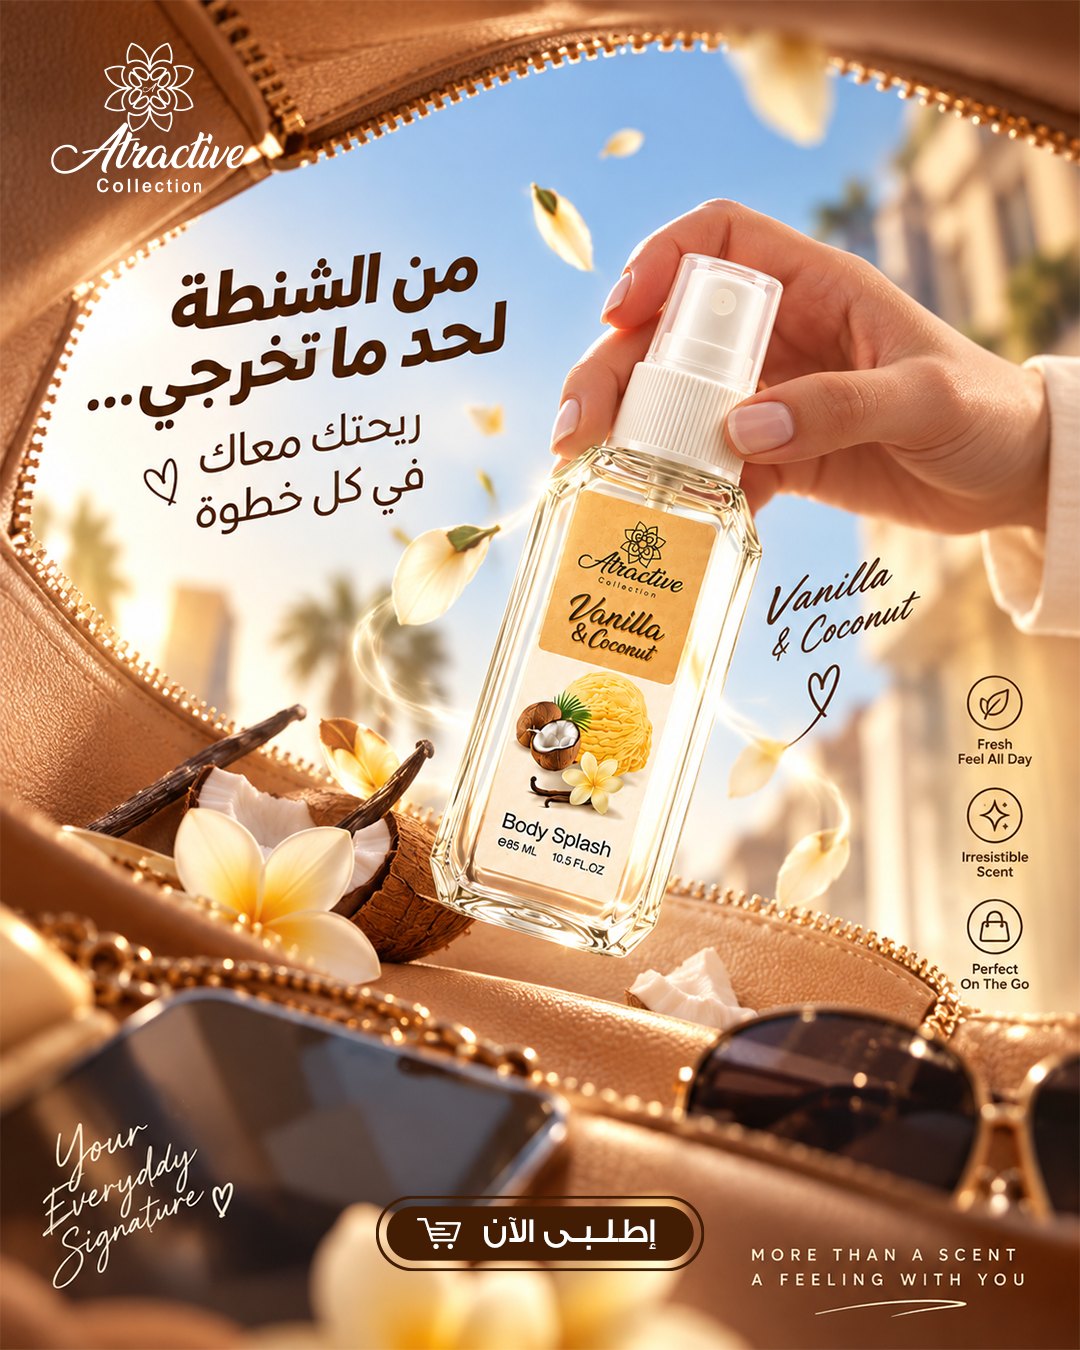 Atractive
Collection
من الشنطة
لحد ما تخرجي...
ريحتك معاك
في كل خطوة
Atractive
Collection
Vanilla
& Coconut
Body Splash
℮85 ML 10.5 FL.OZ
Vanilla
& Coconut
Fresh
Feel All Day
Irresistible
Scent
Perfect
On The Go
Your
Everyday
Signature
إطلبى الآن
MORE THAN A SCENT
A FEELING WITH YOU